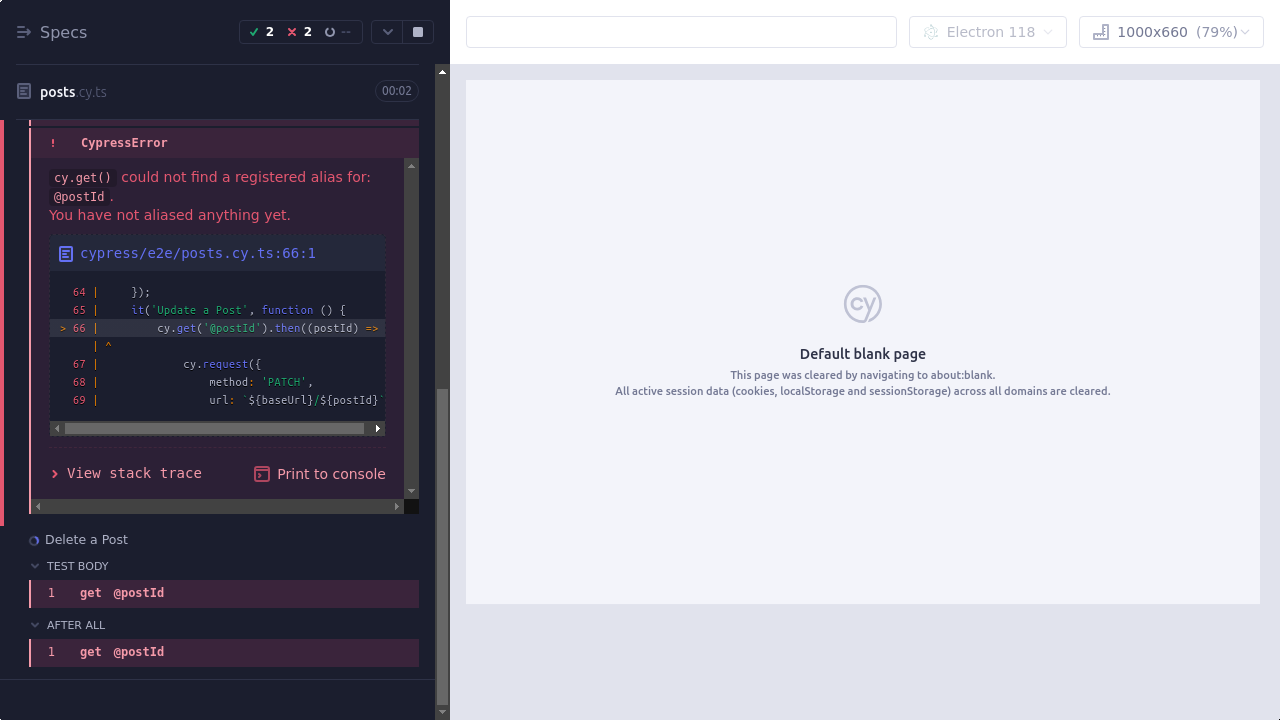 Specs
2 2 --
Electron 118
1000x660 (79%)
posts.cy.ts
00:02
! CypressError
cy.get() could not find a registered alias for:
@postId.
You have not aliased anything yet.
cypress/e2e/posts.cy.ts:66:1
64 | });
65 | it('Update a Post', function () {
> 66 | cy.get('@postId').then((postId) =>
| ^
67 | cy.request({
68 | method: 'PATCH',
69 | url: `${baseUrl}/${postId}`
View stack trace
Print to console
Delete a Post
TEST BODY
1 get @postId
AFTER ALL
1 get @postId
cy
Default blank page
This page was cleared by navigating to about:blank.
All active session data (cookies, localStorage and sessionStorage) across all domains are cleared.